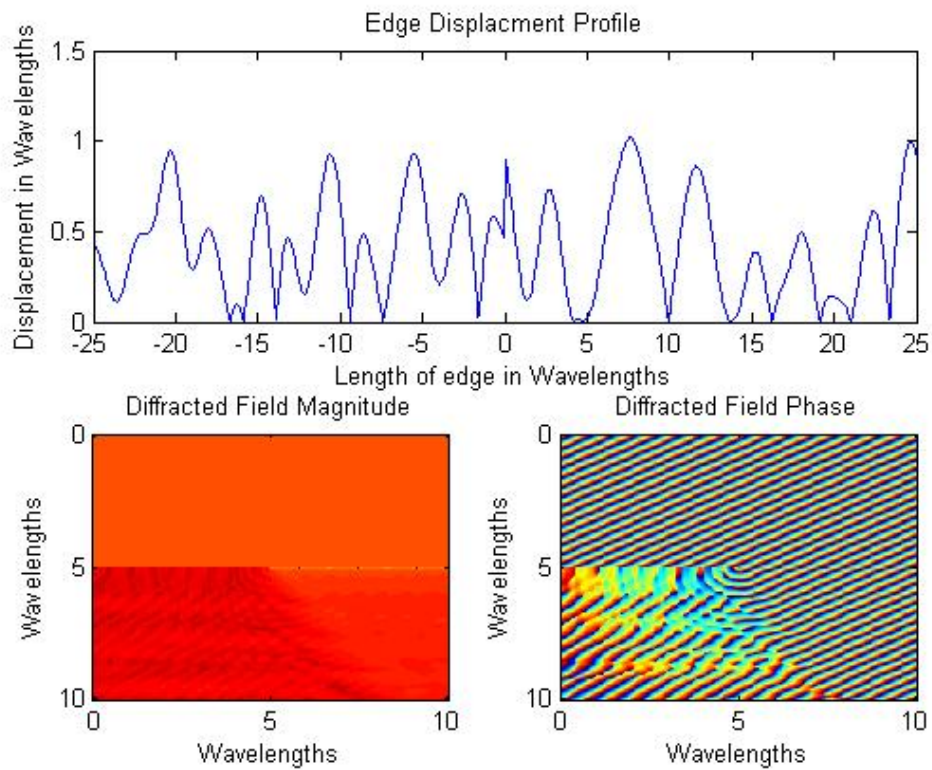 Edge Displacment Profile
Displacement in Wavelengths
1.5
1
0.5
0
-25 -20 -15 -10 -5 0 5 10 15 20 25
Length of edge in Wavelengths
Diffracted Field Magnitude
Wavelengths
0
5
10
0 5 10
Wavelengths
Diffracted Field Phase
Wavelengths
0
5
10
0 5 10
Wavelengths